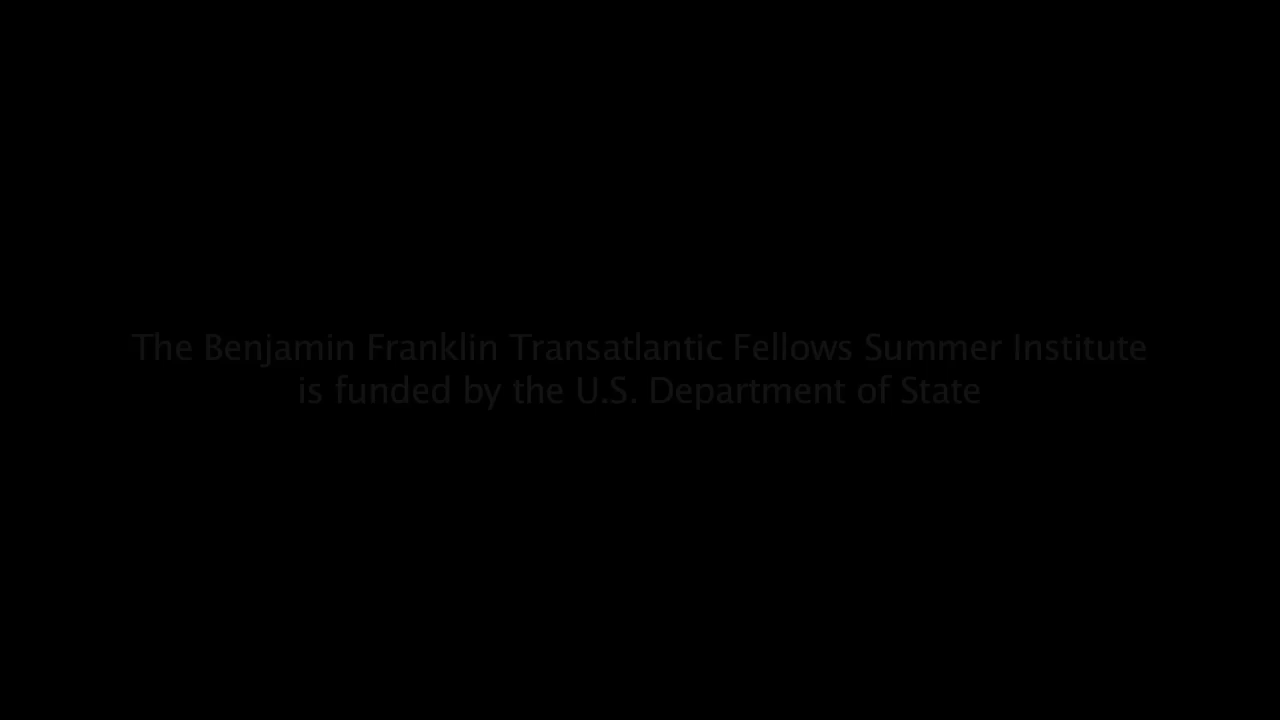 The Benjamin Franklin Transatlantic Fellows Summer Institute
is funded by the U.S. Department of State